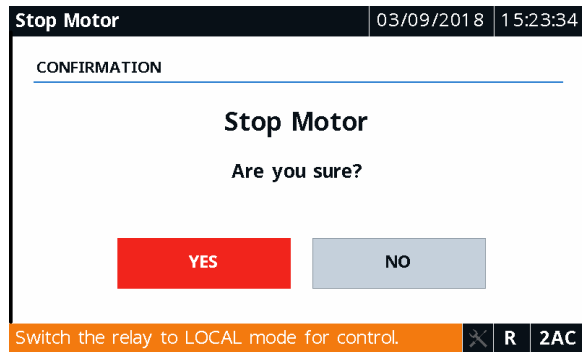 Stop Motor 03/09/2018 15:23:34
CONFIRMATION
Stop Motor
Are you sure?
YES NO
Switch the relay to LOCAL mode for control. R 2AC